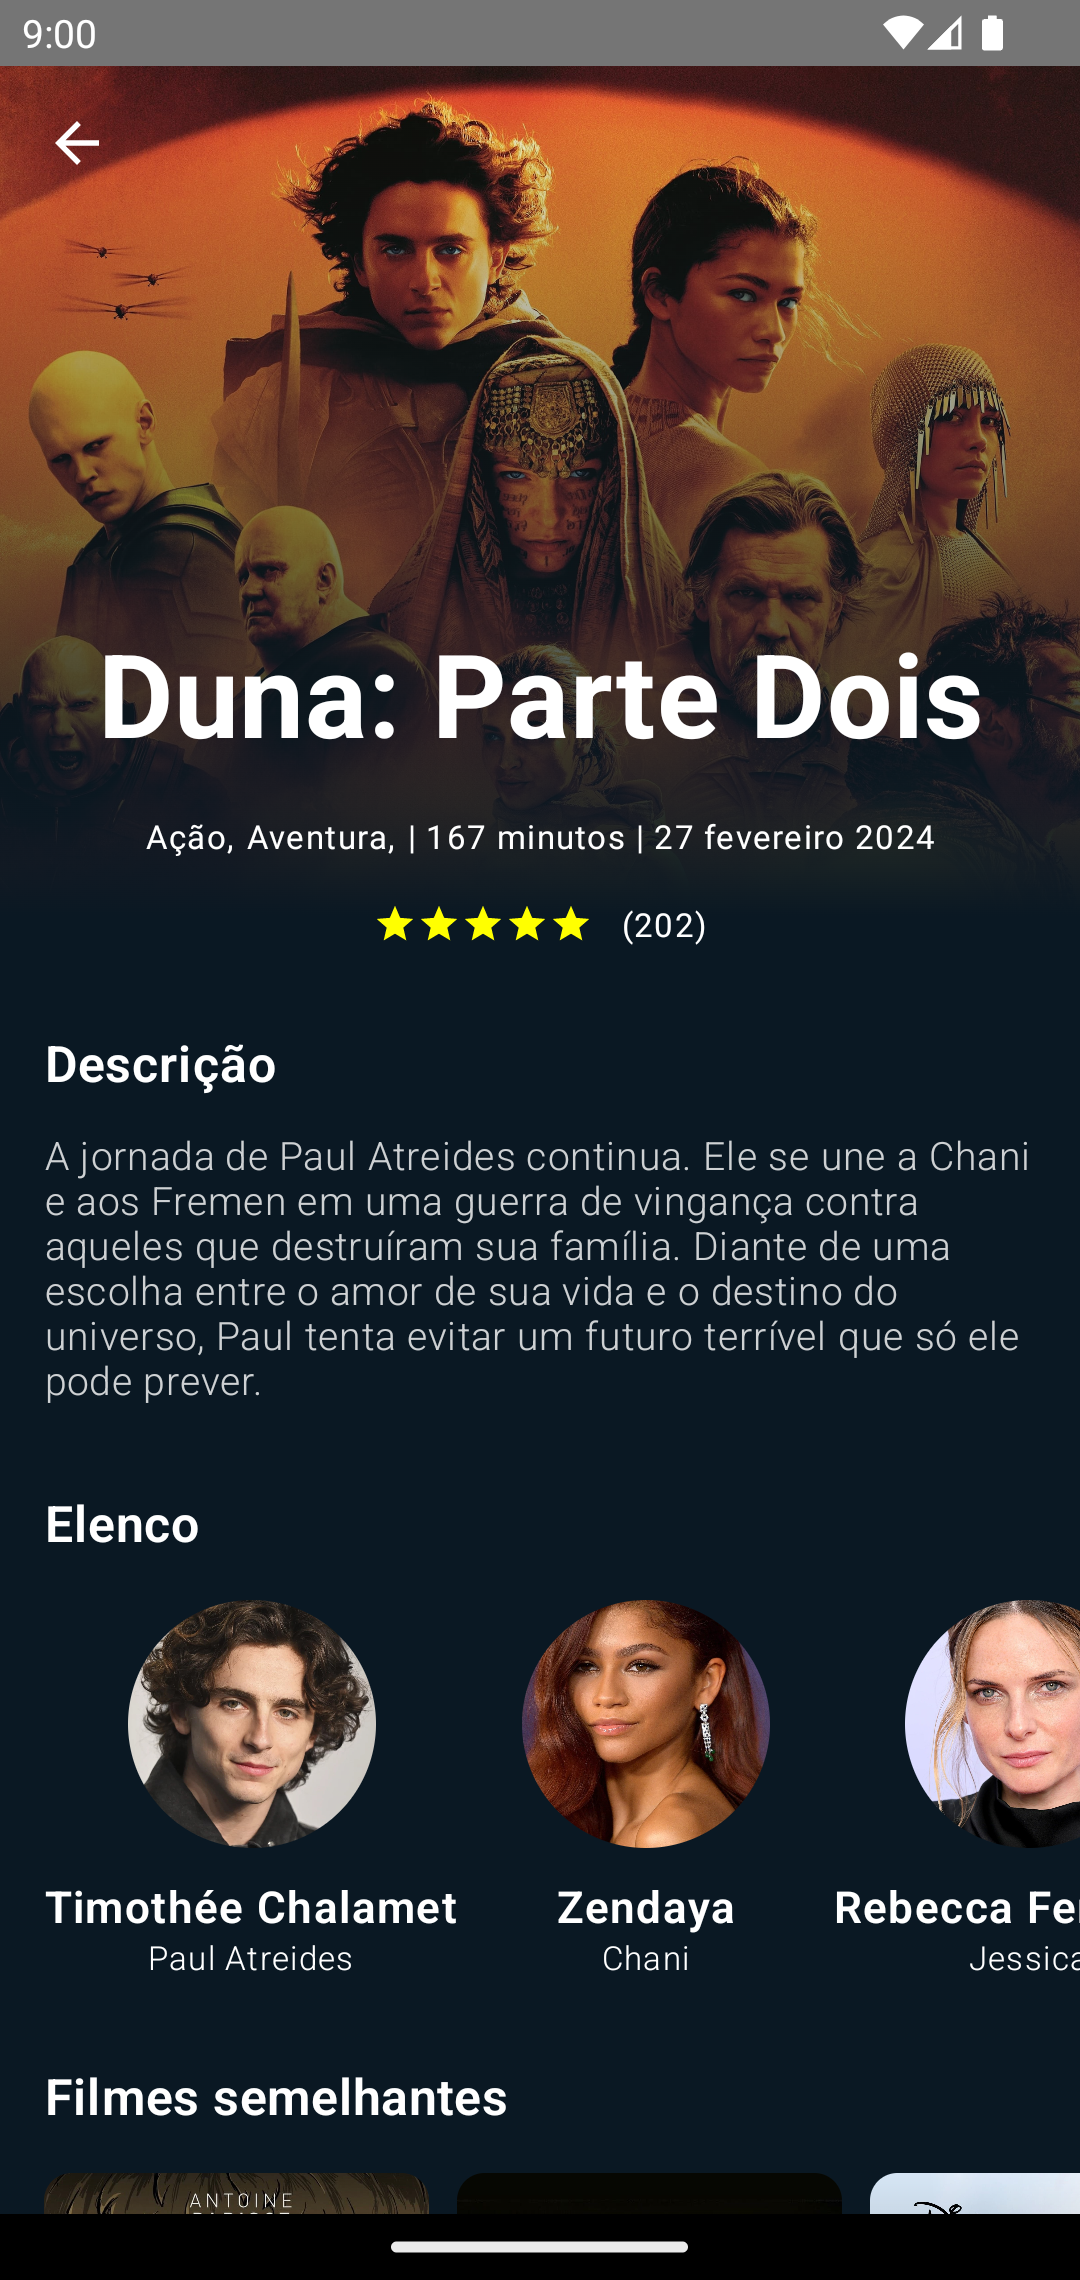 9:00
Duna: Parte Dois
Ação, Aventura, | 167 minutos | 27 fevereiro 2024
(202)
Descrição
A jornada de Paul Atreides continua. Ele se une a Chani
e aos Fremen em uma guerra de vingança contra
aqueles que destruíram sua família. Diante de uma
escolha entre o amor de sua vida e o destino do
universo, Paul tenta evitar um futuro terrível que só ele
pode prever.
Elenco
Timothée Chalamet
Zendaya
Rebecca Fe
Paul Atreides
Chani
Jessica
Filmes semelhantes
ANTOINE